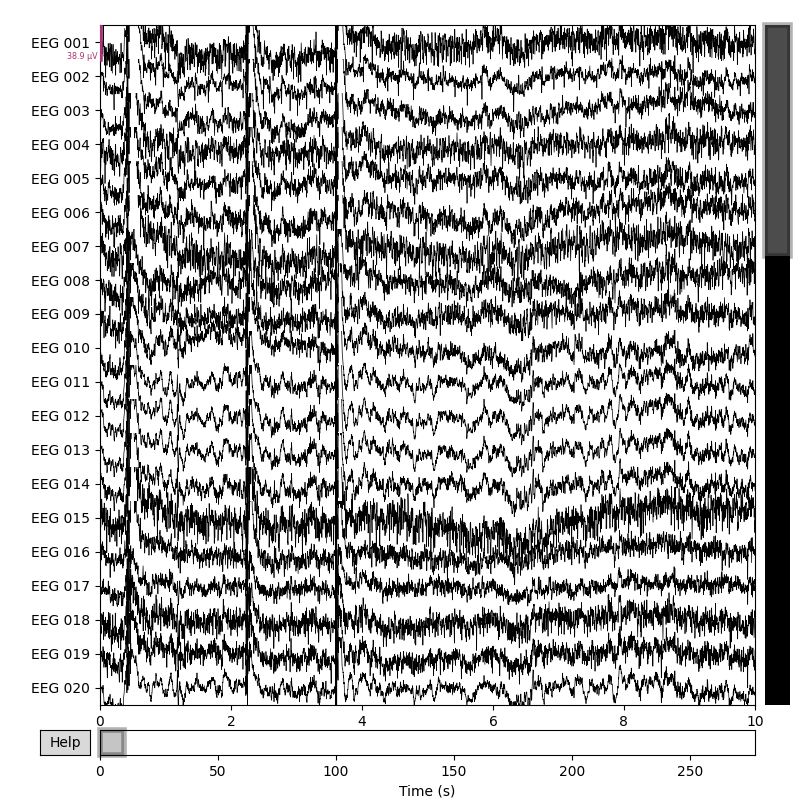 EEG 001
38.9 µV
EEG 002
EEG 003
EEG 004
EEG 005
EEG 006
EEG 007
EEG 008
EEG 009
EEG 010
EEG 011
EEG 012
EEG 013
EEG 014
EEG 015
EEG 016
EEG 017
EEG 018
EEG 019
EEG 020
0 2 4 6 8 10
Help
0 50 100 150 200 250
Time (s)